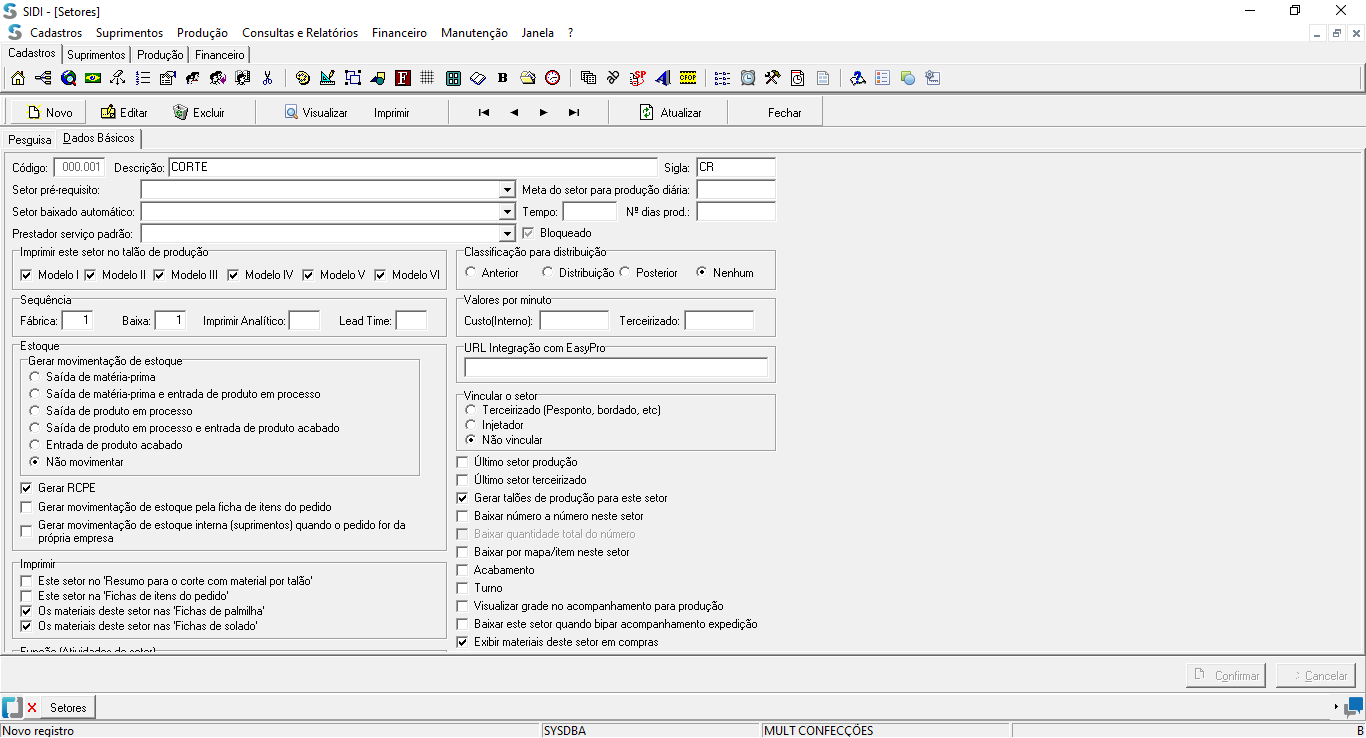 SIDI - [Setores]
Cadastros Suprimentos Produção Consultas e Relatórios Financeiro Manutenção Janela ?
Cadastros Suprimentos Produção Financeiro
Novo Editar Excluir Visualizar Imprimir Atualizar Fechar
Pesquisa Dados Básicos
Código: 000.001 Descrição: CORTE Sigla: CR
Setor pré-requisito: Meta do setor para produção diária:
Setor baixado automático: Tempo: Nº dias prod.:
Prestador serviço padrão: Bloqueado
Imprimir este setor no talão de produção
Modelo I Modelo II Modelo III Modelo IV Modelo V Modelo VI
Classificação para distribuição
Anterior Distribuição Posterior Nenhum
Sequência
Fábrica: 1 Baixa: 1 Imprimir Analítico: Lead Time:
Valores por minuto
Custo(Interno): Terceirizado:
Estoque
Gerar movimentação de estoque
Saída de matéria-prima
Saída de matéria-prima e entrada de produto em processo
Saída de produto em processo
Saída de produto em processo e entrada de produto acabado
Entrada de produto acabado
Não movimentar
Gerar RCPE
Gerar movimentação de estoque pela ficha de itens do pedido
Gerar movimentação de estoque interna (suprimentos) quando o pedido for da
própria empresa
Imprimir
Este setor no 'Resumo para o corte com material por talão'
Este setor na 'Fichas de itens do pedido'
Os materiais deste setor nas 'Fichas de palmilha'
Os materiais deste setor nas 'Fichas de solado'
Função (Atividades do setor)
URL Integração com EasyPro
Vincular o setor
Terceirizado (Pesponto, bordado, etc)
Injetador
Não vincular
Último setor produção
Último setor terceirizado
Gerar talões de produção para este setor
Baixar número a número neste setor
Baixar quantidade total do número
Baixar por mapa/item neste setor
Acabamento
Turno
Visualizar grade no acompanhamento para produção
Baixar este setor quando bipar acompanhamento expedição
Exibir materiais deste setor em compras
Confirmar Cancelar
Setores
Novo registro SYSDBA MULT CONFECÇÕES B